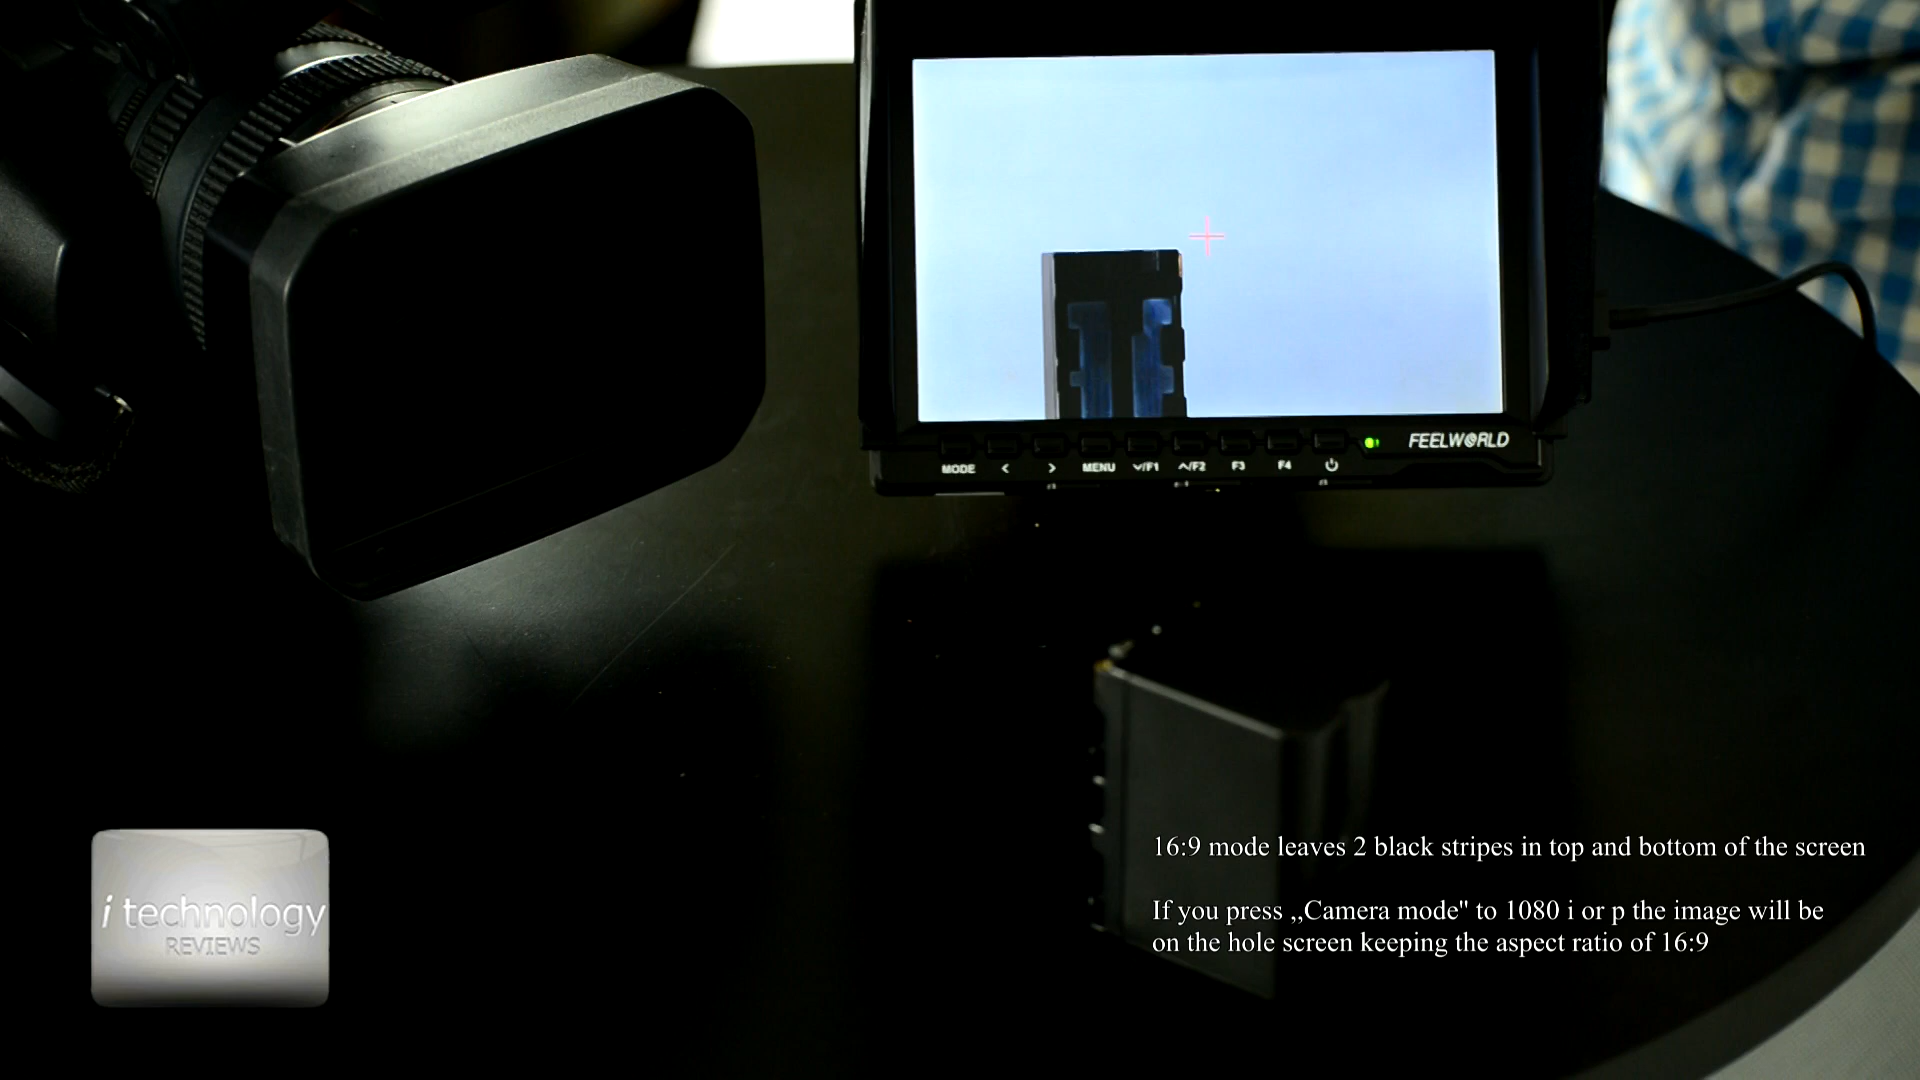 FEELWORLD
MODE < > MENU ∨/F1 ∧/F2 F3 F4
i technology
REVIEWS
16:9 mode leaves 2 black stripes in top and bottom of the screen
If you press ,,Camera mode" to 1080 i or p the image will be
on the hole screen keeping the aspect ratio of 16:9